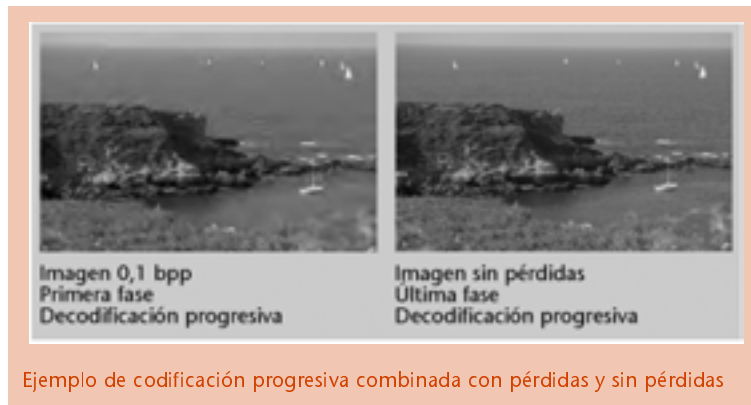 Imagen 0,1 bpp
Primera fase
Decodificación progresiva
Imagen sin pérdidas
Última fase
Decodificación progresiva
Ejemplo de codificación progresiva combinada con pérdidas y sin pérdidas